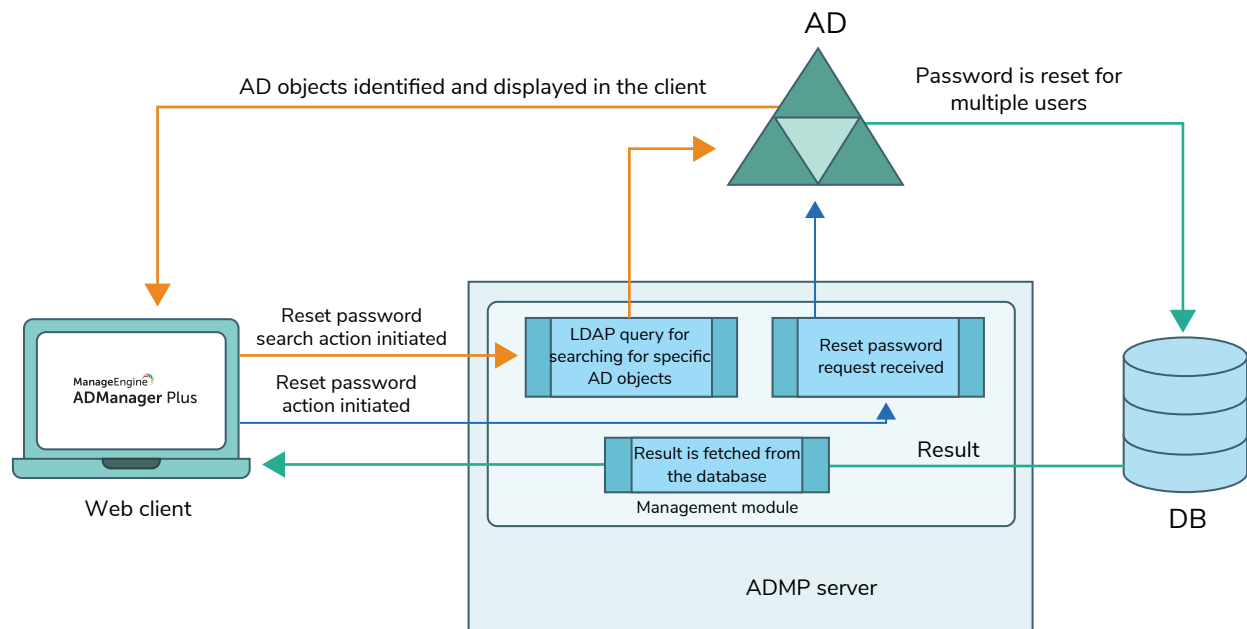 AD
AD objects identified and displayed in the client
Password is reset for
multiple users
Reset password
search action initiated
LDAP query for
searching for specific
AD objects
Reset password
request received
ManageEngine
ADManager Plus
Reset password
action initiated
Result is fetched from
the database
Result
Management module
Web client
DB
ADMP server